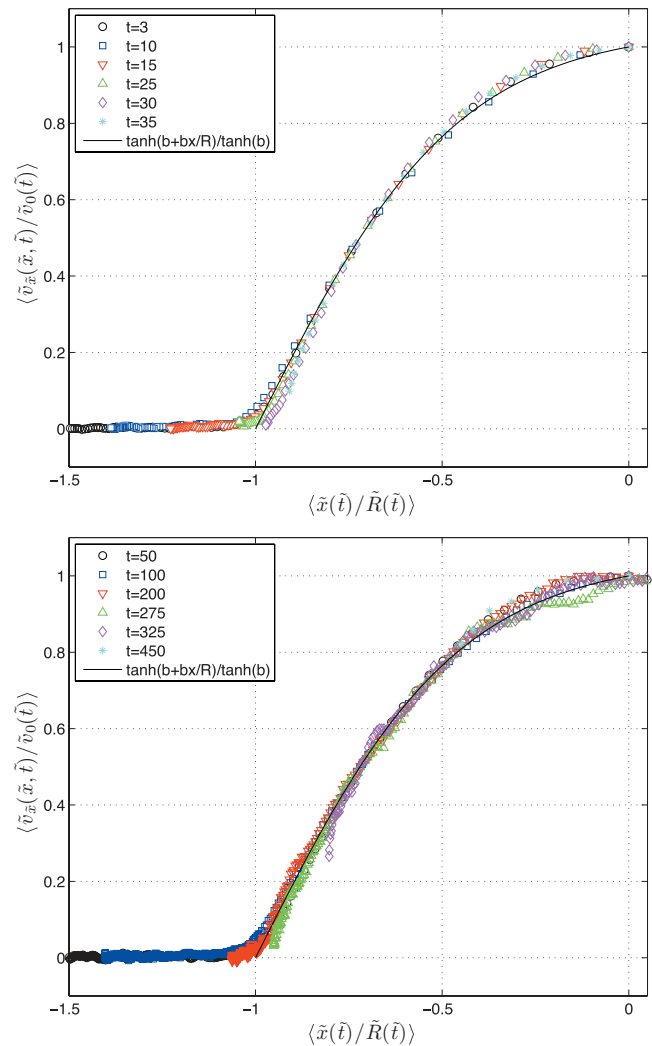 t=3
t=10
t=15
t=25
t=30
t=35
tanh(b+bx/R)/tanh(b)
1
0.8
0.6
0.4
0.2
0
⟨ṽ_x̃(x̃, t̃)/ṽ_0(t̃)⟩
−1.5 −1 −0.5 0
⟨x̃(t̃)/R̃(t̃)⟩
t=50
t=100
t=200
t=275
t=325
t=450
tanh(b+bx/R)/tanh(b)
1
0.8
0.6
0.4
0.2
0
⟨ṽ_x̃(x̃, t̃)/ṽ_0(t̃)⟩
−1.5 −1 −0.5 0
⟨x̃(t̃)/R̃(t̃)⟩